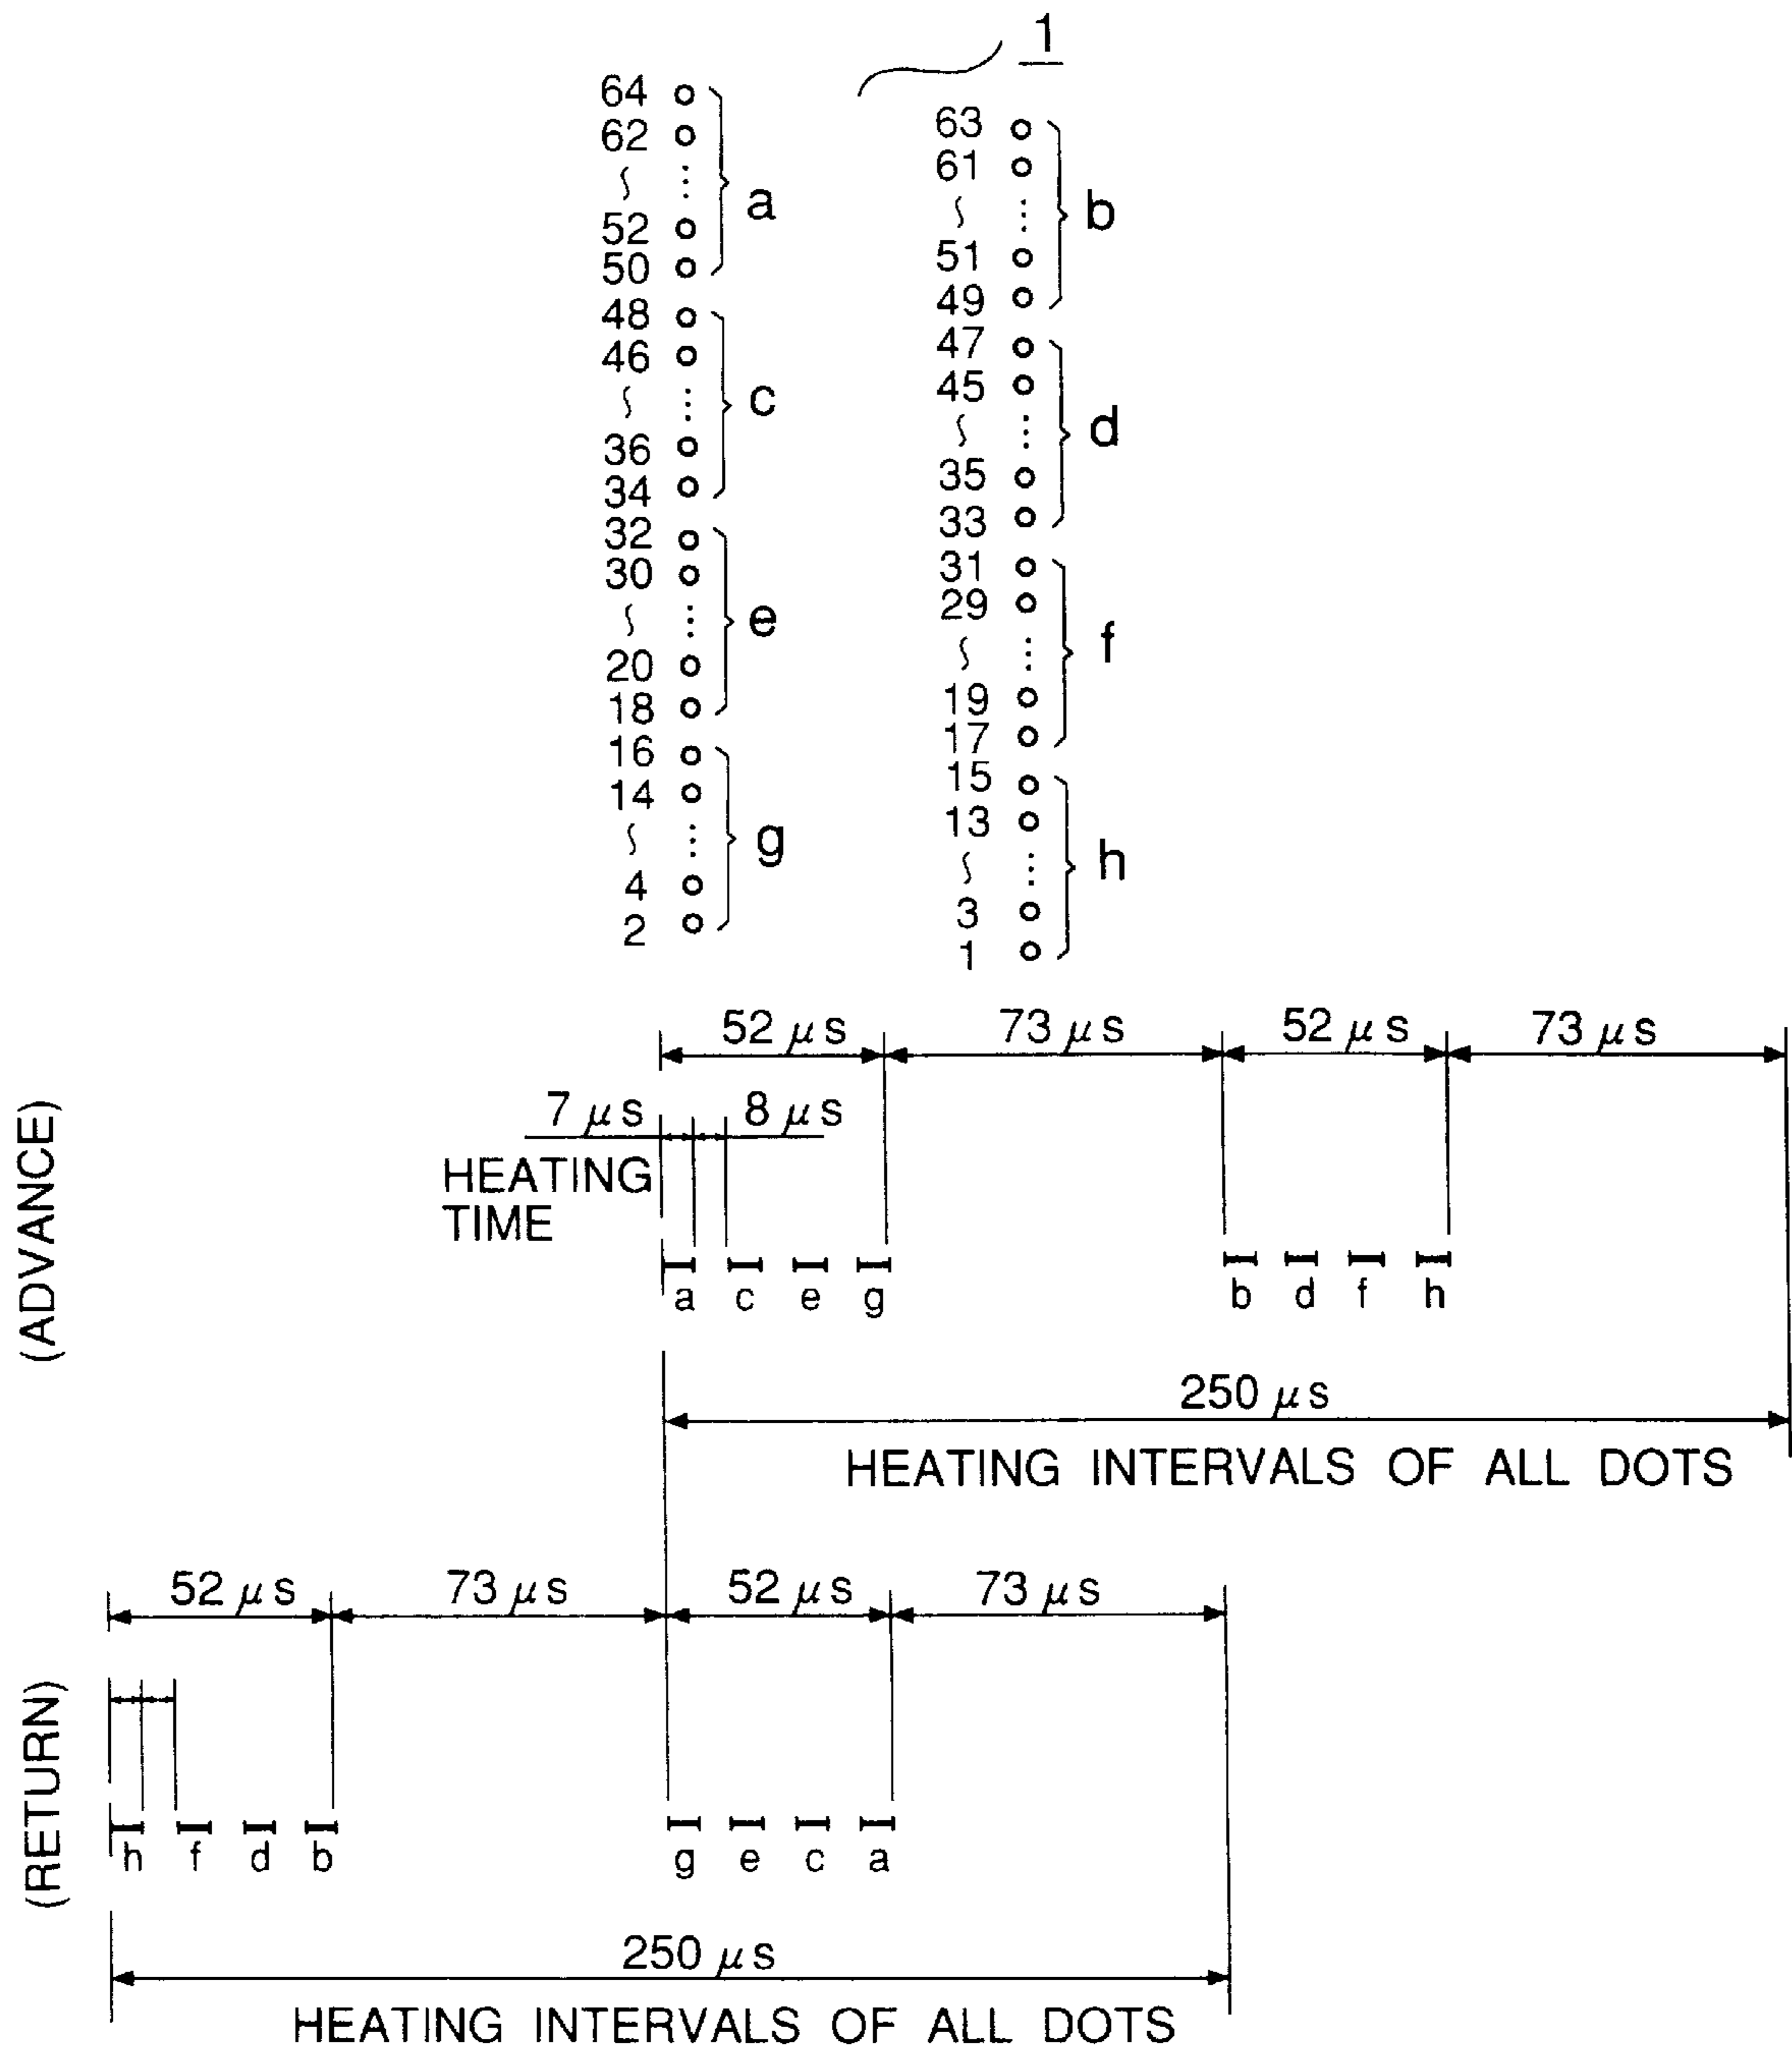 1
64
62
~
52
50
a
48
46
~
36
34
c
32
30
~
20
18
e
16
14
~
4
2
g
63
61
~
51
49
b
47
45
~
35
33
d
31
29
~
19
17
f
15
13
~
3
1
h
(ADVANCE)
52 μs 73 μs 52 μs 73 μs
7 μs 8 μs
HEATING
TIME
a c e g b d f h
250 μs
HEATING INTERVALS OF ALL DOTS
(RETURN)
52 μs 73 μs 52 μs 73 μs
h f d b g e c a
250 μs
HEATING INTERVALS OF ALL DOTS